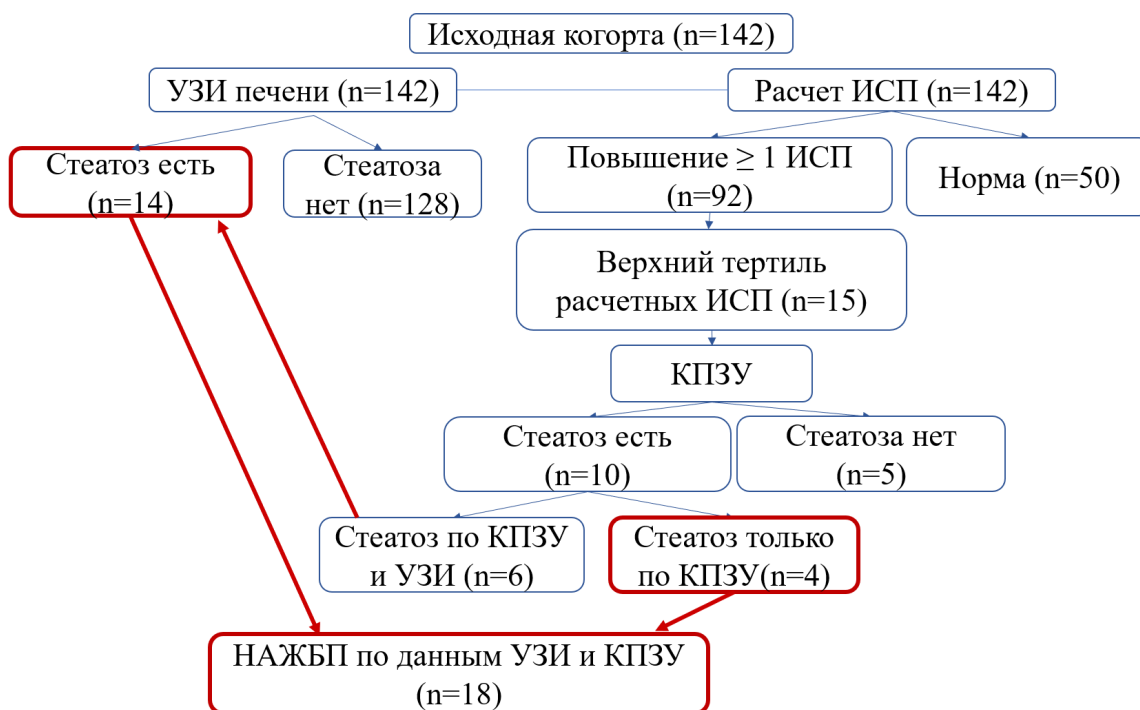 Исходная когорта (n=142)
УЗИ печени (n=142)
Расчет ИСП (n=142)
Стеатоз есть
(n=14)
Стеатоза
нет (n=128)
Повышение ≥ 1 ИСП
(n=92)
Норма (n=50)
Верхний тертиль
расчетных ИСП (n=15)
КПЗУ
Стеатоз есть
(n=10)
Стеатоза нет
(n=5)
Стеатоз по КПЗУ
и УЗИ (n=6)
Стеатоз только
по КПЗУ(n=4)
НАЖБП по данным УЗИ и КПЗУ
(n=18)